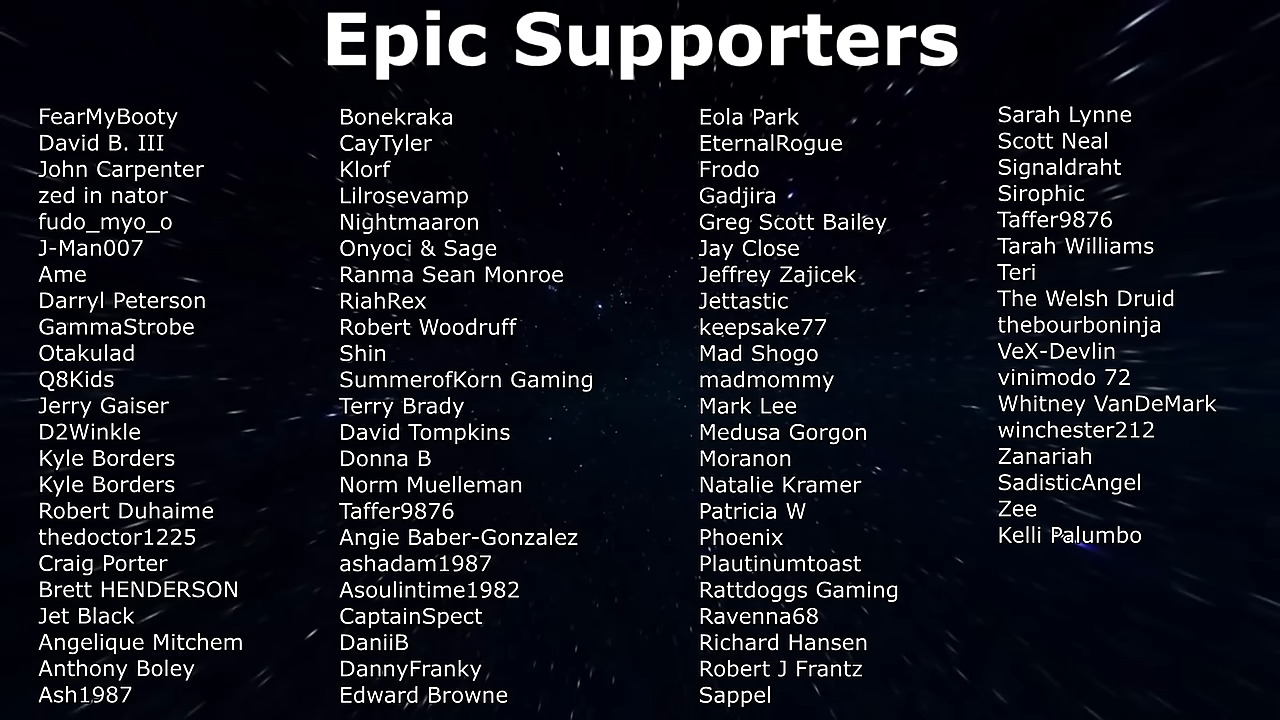 Epic Supporters
FearMyBooty
David B. III
John Carpenter
zed in nator
fudo_myo_o
J-Man007
Ame
Darryl Peterson
GammaStrobe
Otakulad
Q8Kids
Jerry Gaiser
D2Winkle
Kyle Borders
Kyle Borders
Robert Duhaime
thedoctor1225
Craig Porter
Brett HENDERSON
Jet Black
Angelique Mitchem
Anthony Boley
Ash1987
Bonekraka
CayTyler
Klorf
Lilrosevamp
Nightmaaron
Onyoci & Sage
Ranma Sean Monroe
RiahRex
Robert Woodruff
Shin
SummerofKorn Gaming
Terry Brady
David Tompkins
Donna B
Norm Muelleman
Taffer9876
Angie Baber-Gonzalez
ashadam1987
Asoulintime1982
CaptainSpect
DaniiB
DannyFranky
Edward Browne
Eola Park
EternalRogue
Frodo
Gadjira
Greg Scott Bailey
Jay Close
Jeffrey Zajicek
Jettastic
keepsake77
Mad Shogo
madmommy
Mark Lee
Medusa Gorgon
Moranon
Natalie Kramer
Patricia W
Phoenix
Plautinumtoast
Rattdoggs Gaming
Ravenna68
Richard Hansen
Robert J Frantz
Sappel
Sarah Lynne
Scott Neal
Signaldraht
Sirophic
Taffer9876
Tarah Williams
Teri
The Welsh Druid
thebourboninja
VeX-Devlin
vinimodo 72
Whitney VanDeMark
winchester212
Zanariah
SadisticAngel
Zee
Kelli Palumbo